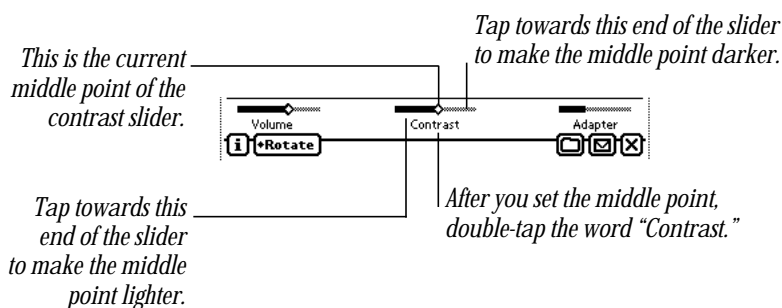 Tap towards this end of the slider
to make the middle point darker.
This is the current
middle point of the
contrast slider.
Volume
Contrast
Adapter
i
Rotate
X
Tap towards this
end of the slider
to make the middle
point lighter.
After you set the middle point,
double-tap the word “Contrast.”